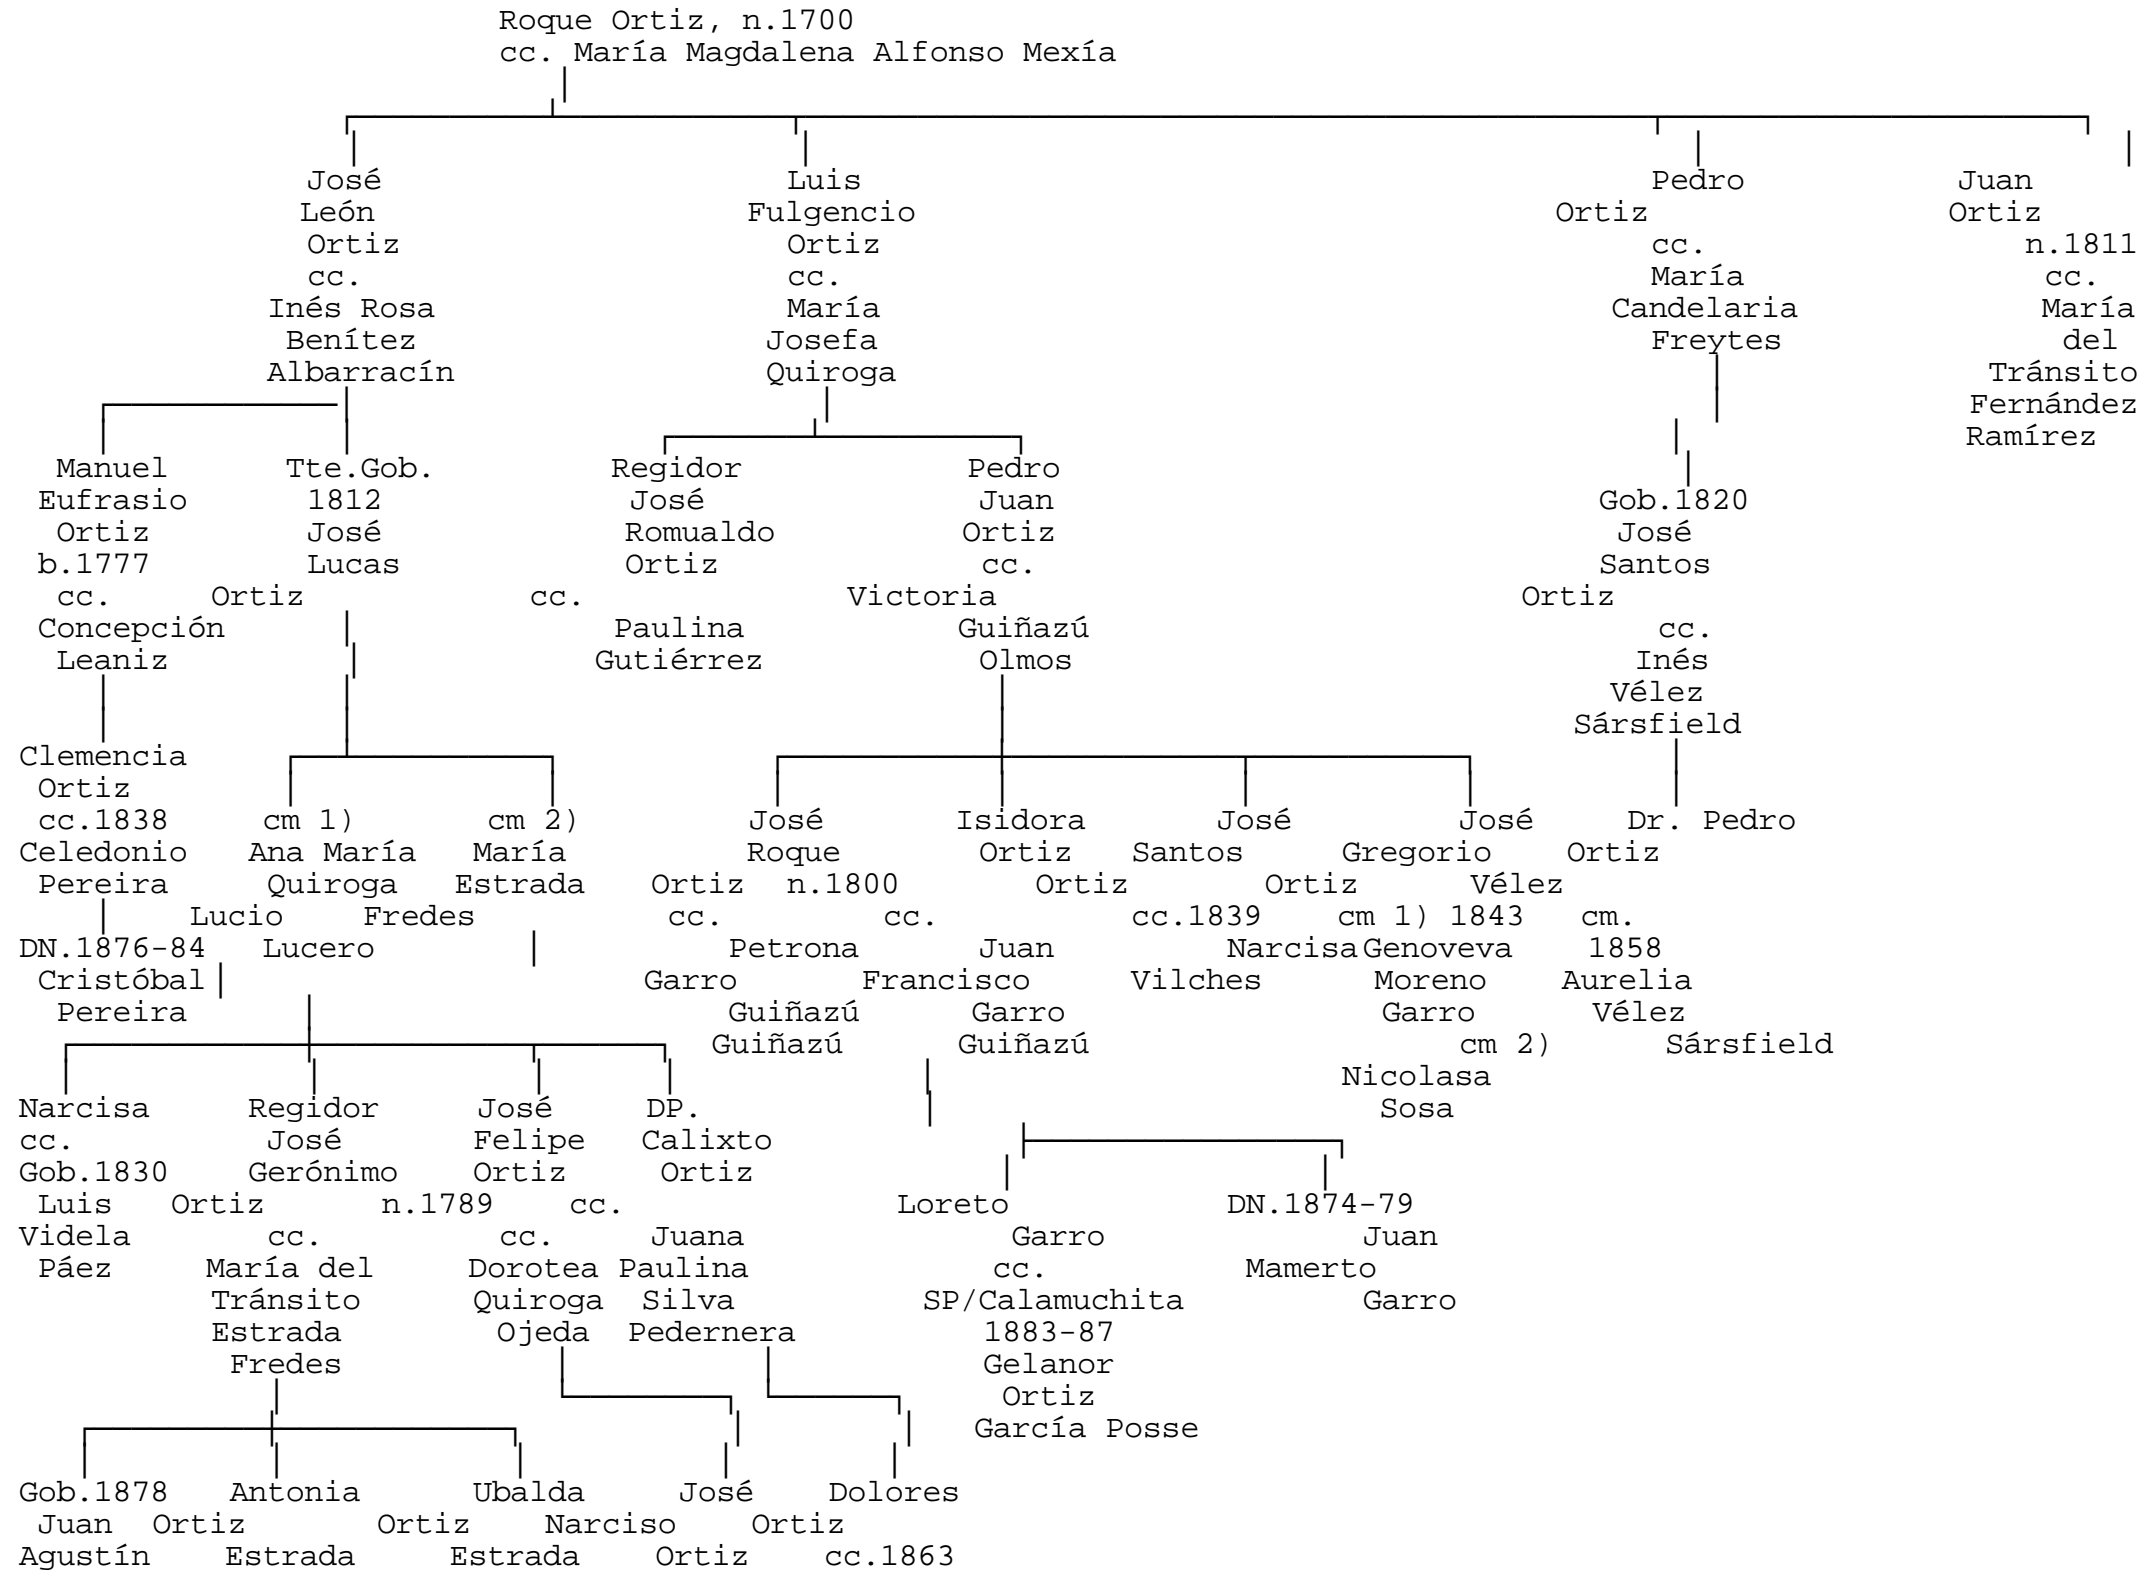 Roque Ortiz, n.1700
cc. María Magdalena Alfonso Mexía
José Luis Pedro Juan
León Fulgencio Ortiz Ortiz
Ortiz Ortiz cc. n.1811
cc. cc. María cc.
Inés Rosa María Candelaria María
Benítez Josefa Freytes del
Albarracín Quiroga Tránsito
Fernández
Ramírez
Manuel Tte.Gob. Regidor Pedro
Eufrasio 1812 José Juan Gob.1820
Ortiz José Romualdo Ortiz José
b.1777 Lucas Ortiz cc. Santos
cc. Ortiz cc. Victoria Ortiz
Concepción Paulina Guiñazú cc.
Leaniz Gutiérrez Olmos Inés
Vélez
Sársfield
Clemencia
Ortiz
cc.1838 cm 1) cm 2) José Isidora José José Dr. Pedro
Celedonio Ana María María Roque Ortiz Santos Gregorio Ortiz
Pereira Quiroga Estrada Ortiz n.1800 Ortiz Ortiz Vélez
Lucio Fredes cc. cc. cc.1839 cm 1) 1843 cm.
DN.1876-84 Lucero Petrona Juan Narcisa Genoveva 1858
Cristóbal Garro Francisco Vilches Moreno Aurelia
Pereira Guiñazú Garro Garro Vélez
Guiñazú Guiñazú cm 2) Sársfield
Nicolasa
Narcisa Regidor José DP. Sosa
cc. José Felipe Calixto
Gob.1830 Gerónimo Ortiz Ortiz
Luis Ortiz n.1789 cc. Loreto DN.1874-79
Videla cc. cc. Juana Garro Juan
Páez María del Dorotea Paulina cc. Mamerto
Tránsito Quiroga Silva SP/Calamuchita Garro
Estrada Ojeda Pedernera 1883-87
Fredes Gelanor
Ortiz
García Posse
Gob.1878 Antonia Ubalda José Dolores
Juan Ortiz Ortiz Narciso Ortiz
Agustín Estrada Estrada Ortiz cc.1863